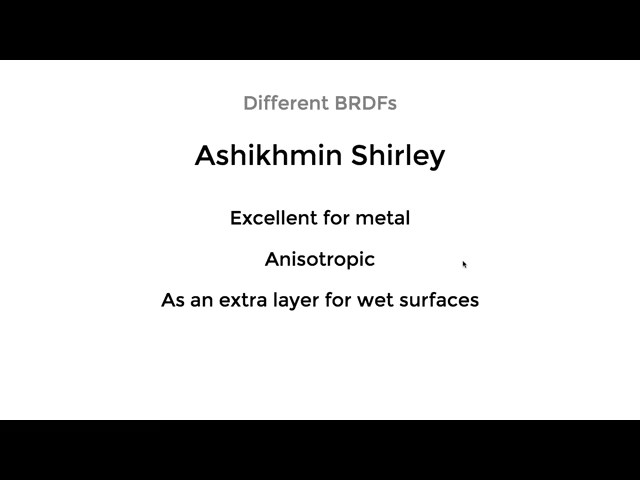 Different BRDFs
Ashikhmin Shirley
Excellent for metal
Anisotropic
As an extra layer for wet surfaces